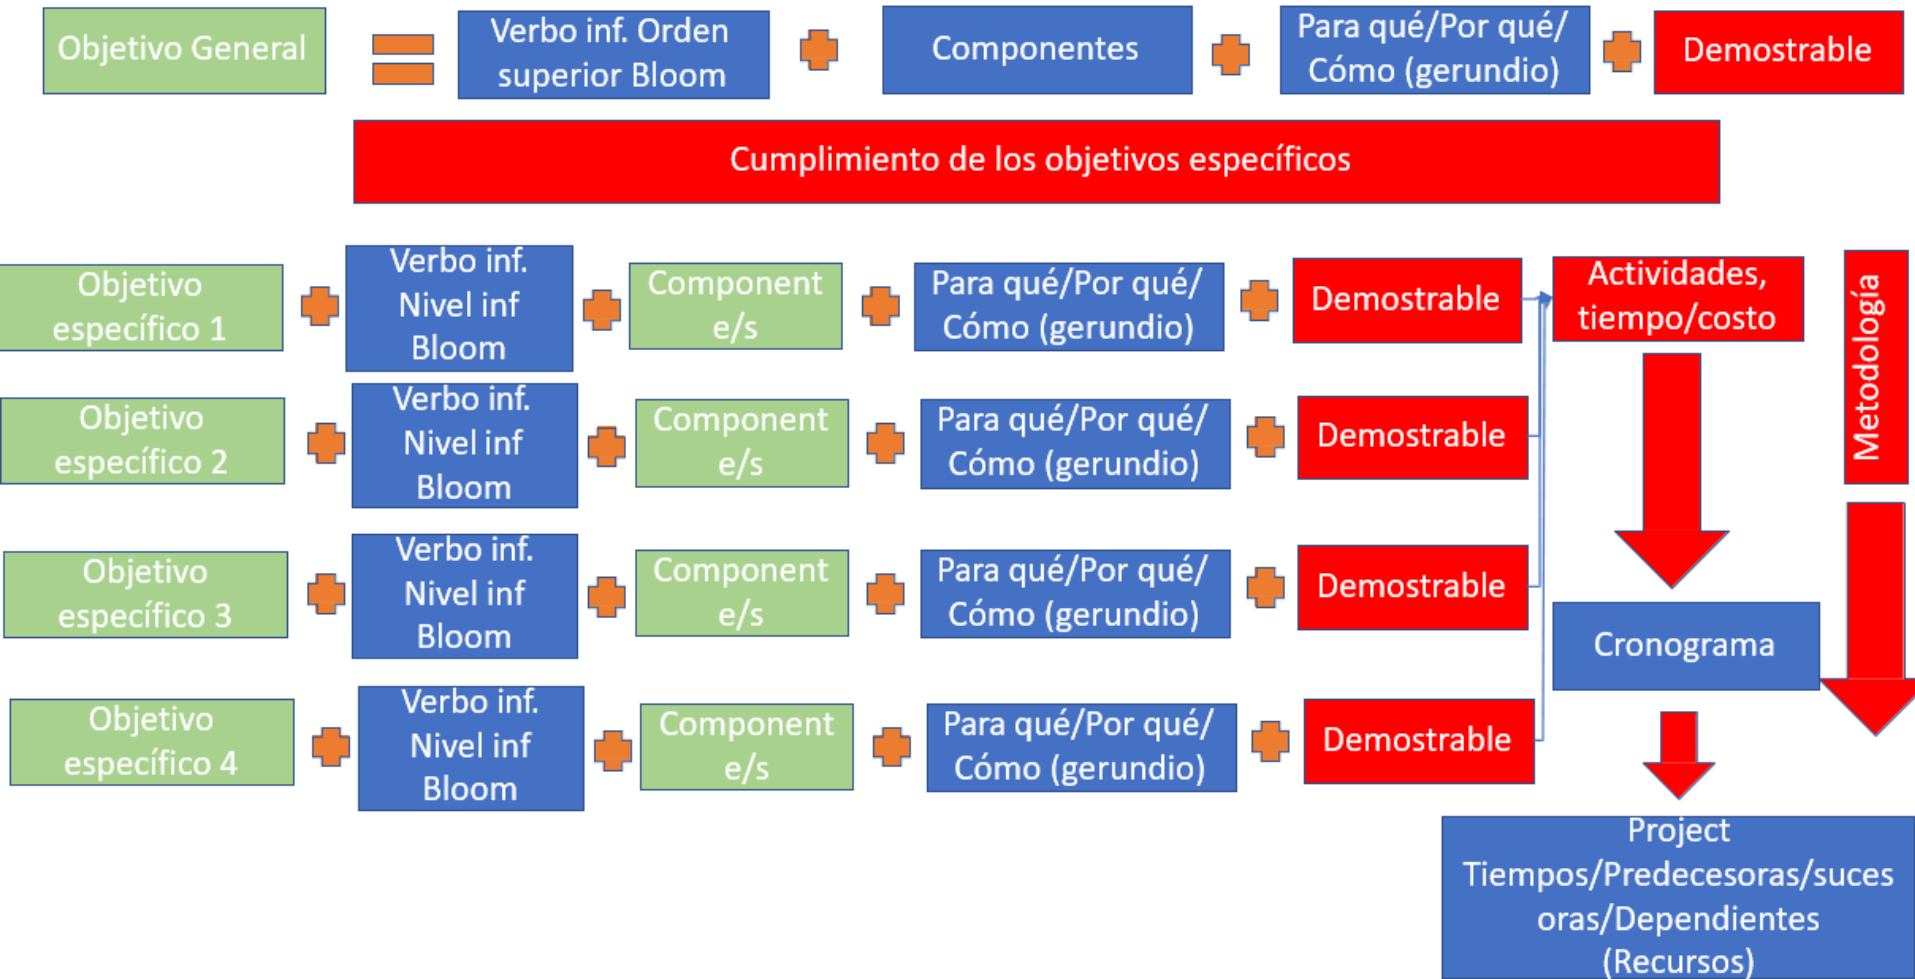 Objetivo General
Verbo inf. Orden
superior Bloom
Componentes
Para qué/Por qué/
Cómo (gerundio)
Demostrable
Cumplimiento de los objetivos específicos
Objetivo
específico 1
Verbo inf.
Nivel inf
Bloom
Component
e/s
Para qué/Por qué/
Cómo (gerundio)
Demostrable
Actividades,
tiempo/costo
Metodología
Objetivo
específico 2
Verbo inf.
Nivel inf
Bloom
Component
e/s
Para qué/Por qué/
Cómo (gerundio)
Demostrable
Objetivo
específico 3
Verbo inf.
Nivel inf
Bloom
Component
e/s
Para qué/Por qué/
Cómo (gerundio)
Demostrable
Cronograma
Objetivo
específico 4
Verbo inf.
Nivel inf
Bloom
Component
e/s
Para qué/Por qué/
Cómo (gerundio)
Demostrable
Project
Tiempos/Predecesoras/suces
oras/Dependientes
(Recursos)